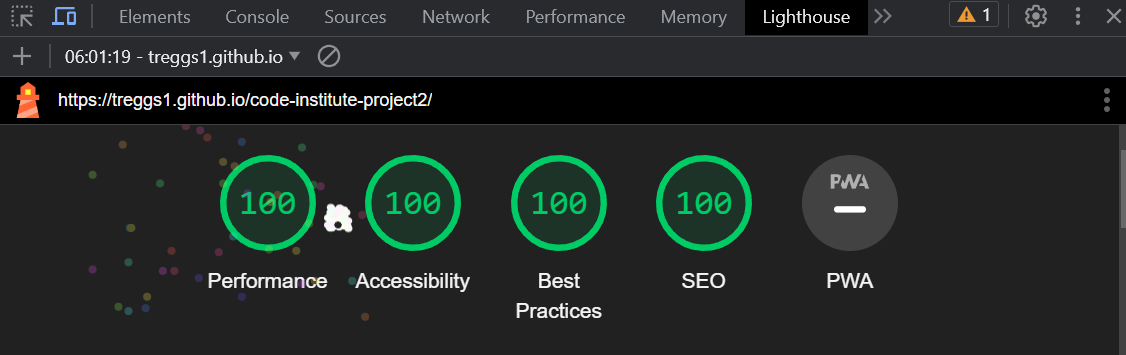 Elements Console Sources Network Performance Memory Lighthouse 1
06:01:19 - treggs1.github.io
https://treggs1.github.io/code-institute-project2/
100 100 100 100 PWA
Performance Accessibility Best Practices SEO PWA